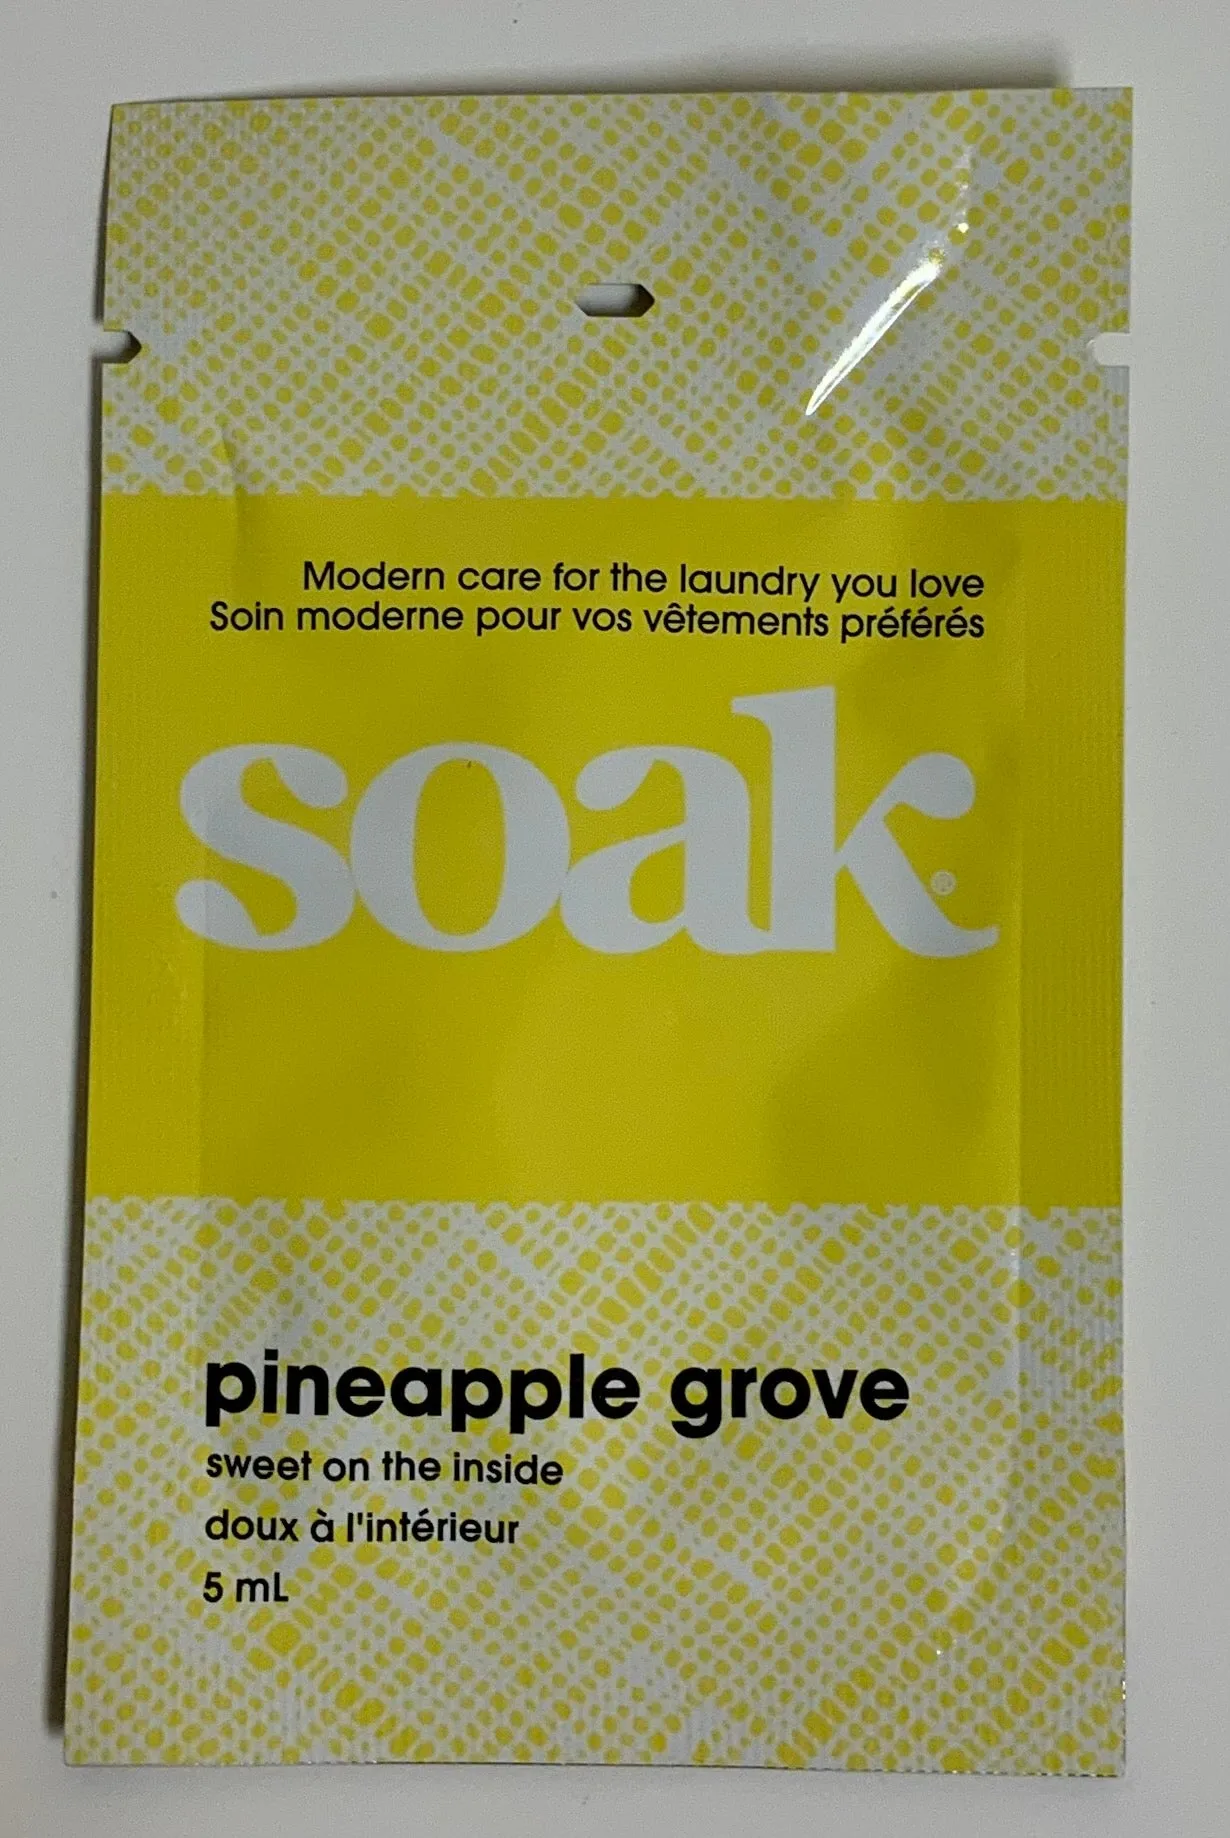 Modern care for the laundry you love
Soin moderne pour vos vêtements préférés
soak®
pineapple grove
sweet on the inside
doux à l'intérieur
5 mL